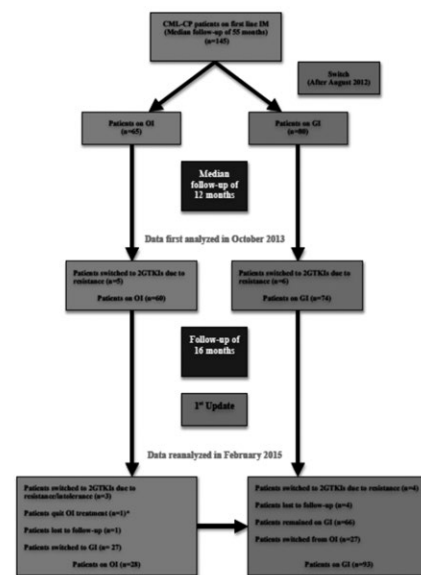 CML-CP patients on first line IM
(Median follow-up of 55 months)
(n=145)
Switch
(After August 2012)
Patients on OI
(n=65)
Patients on GI
(n=80)
Median
follow-up of
12 months
Data first analyzed in October 2013
Patients switched to 2GTKIs due to
resistance (n=5)
Patients on OI (n=60)
Patients switched to 2GTKIs due to
resistance (n=6)
Patients on GI (n=74)
Follow-up of
16 months
1st Update
Data reanalyzed in February 2015
Patients switched to 2GTKIs due to
resistance/intolerance (n=3)
Patients quit OI treatment (n=1)*
Patients lost to follow-up (n=1)
Patients switched to GI (n= 27)
Patients on OI (n=28)
Patients switched to 2GTKIs due to resistance (n=4)
Patients lost to follow-up (n=4)
Patients remained on GI (n=66)
Patients switched from OI (n=27)
Patients on GI (n=93)